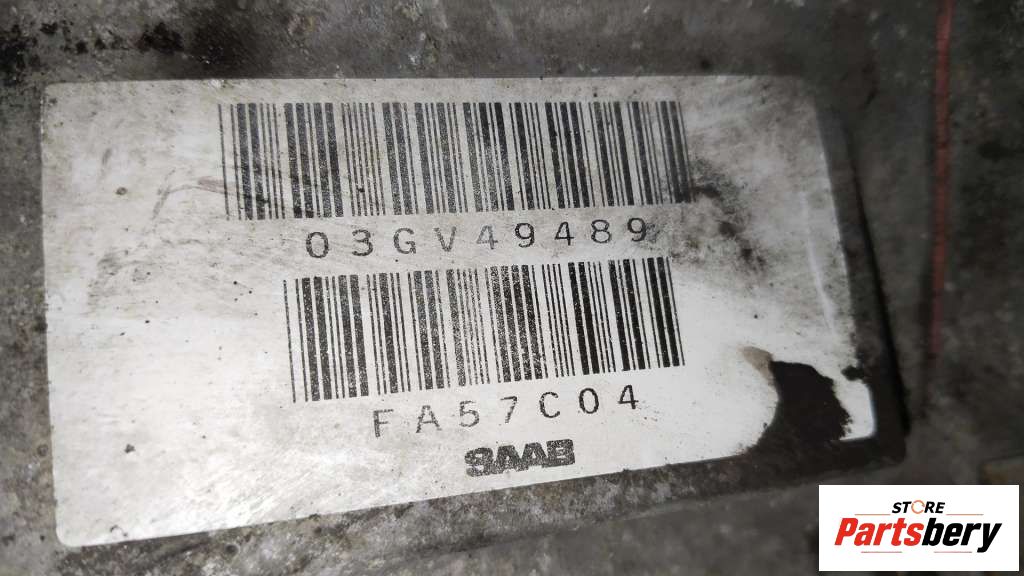 03GV49489
FA57C04
SAAB
STORE
Partsbery